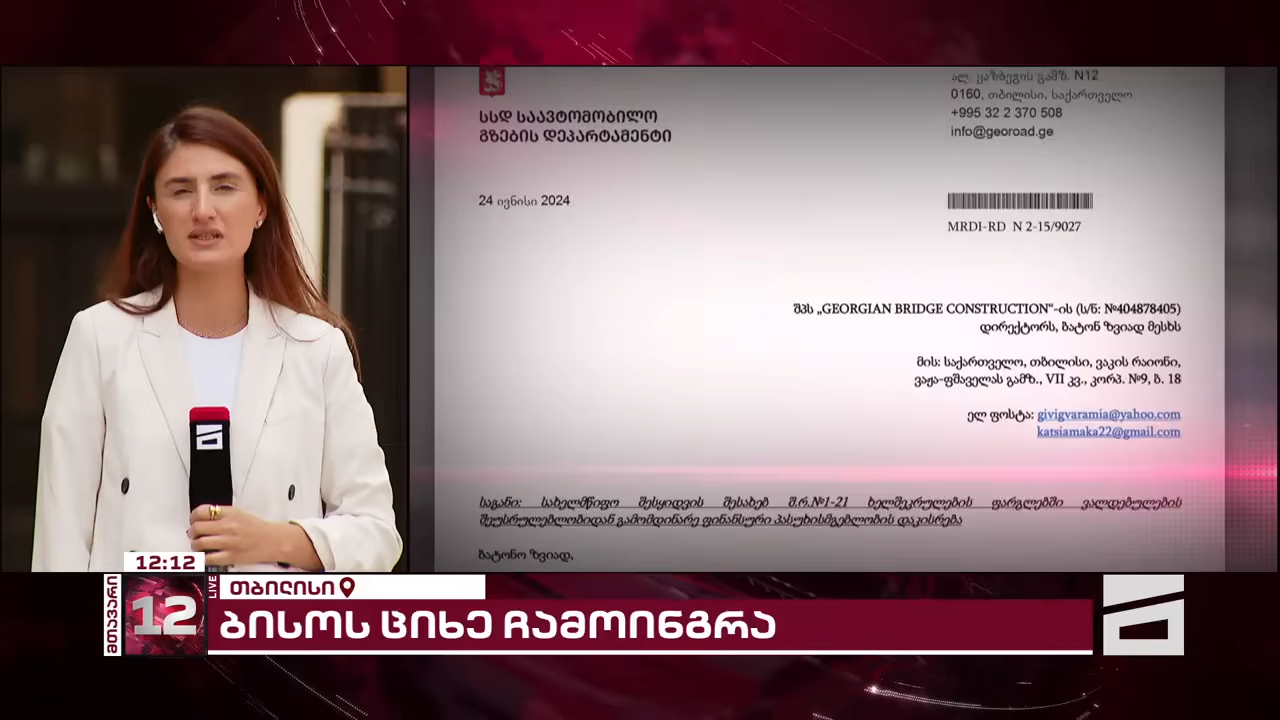 ალ. ყაზბეგის გამზ. N12
0160, თბილისი, საქართველო
+995 32 2 370 508
info@georoad.ge
სსდ საავტომობილო
გზების დეპარტამენტი
24 ივნისი 2024
MRDI-RD N 2-15/9027
შპს „GEORGIAN BRIDGE CONSTRUCTION“-ის (ს/ნ: №404878405)
დირექტორს, ბატონ ზვიად მესხს
მის: საქართველო, თბილისი, ვაკის რაიონი,
ვაჟა-ფშაველას გამზ., VII კვ., კორპ. №9, ბ. 18
ელ ფოსტა: givigvaramia@yahoo.com
katsiamaka22@gmail.com
საგანი: სახელმწიფო შესყიდვის შესახებ შ.რ.№1-21 ხელშეკრულების ფარგლებში ვალდებულების
შეუსრულებლობიდან გამომდინარე ფინანსური პასუხისმგებლობის დაკისრება
ბატონო ზვიად,
12:12
მთავარი
12
LIVE
თბილისი
ბისოს ციხე ჩამოინგრა